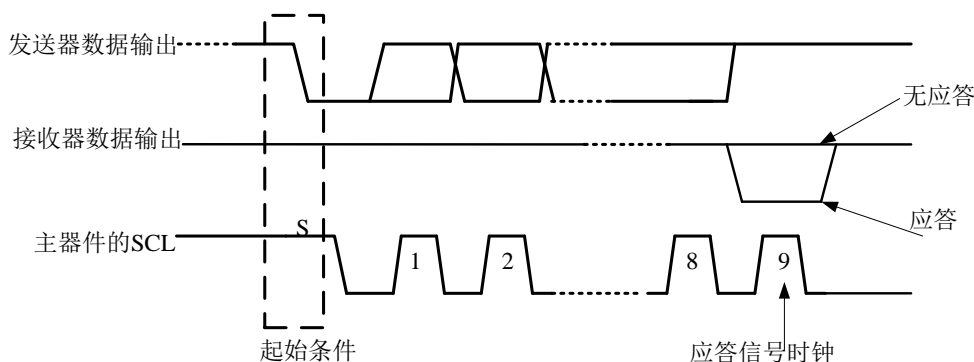 发送器数据输出
无应答
接收器数据输出
应答
S
主器件的SCL
1
2
8
9
起始条件
应答信号时钟